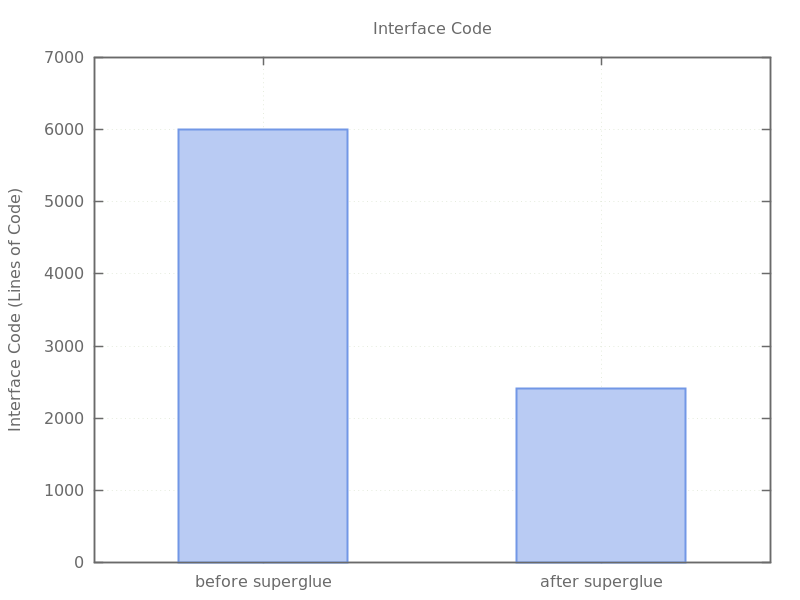 Interface Code
7000
6000
5000
4000
3000
2000
1000
0
Interface Code (Lines of Code)
before superglue
after superglue